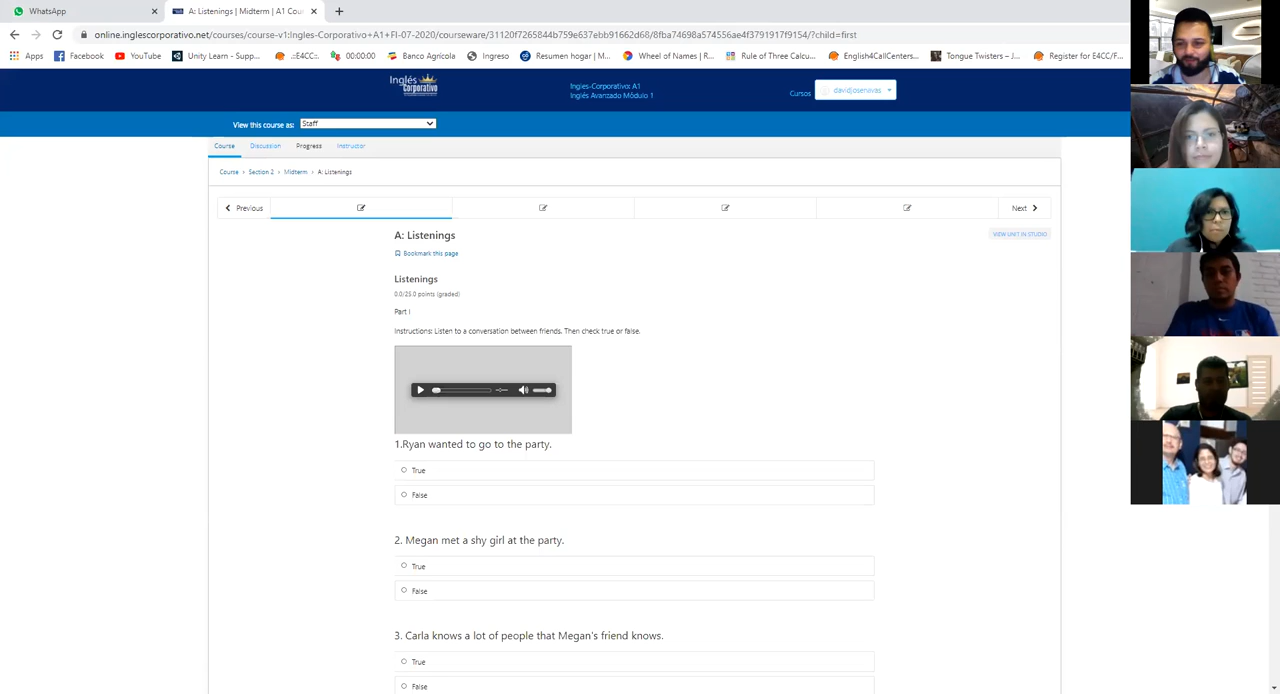 WhatsApp
A: Listenings | Midterm | A1 Cou
online.inglescorporativo.net/courses/course-v1:Ingles-Corporativo+A1+FI-07-2020/courseware/31120f726544b759e637ebb91662d68/8fba74698a574556ae4f3791917f9154/?child=first
Apps Facebook YouTube Unity Learn - Supp... .::E4CC:. 00:00:00 Banco Agrícola Ingreso Resumen hogar | M... Wheel of Names | R... Rule of Three Calcu... English4CallCenters... Tongue Twisters – J... Register for E4CC/F...
Inglés
Corporativo
Ingles-Corporativo: A1
Inglés Avanzado Módulo 1
Cursos
davidjosenavas
View this course as: Staff
Course Discussion Progress Instructor
Course > Section 2 > Midterm > A: Listenings
Previous
Next
A: Listenings
VIEW UNIT IN STUDIO
Bookmark this page
Listenings
0.0/25.0 points (graded)
Part I
Instructions: Listen to a conversation between friends. Then check true or false.
1.Ryan wanted to go to the party.
True
False
2. Megan met a shy girl at the party.
True
False
3. Carla knows a lot of people that Megan's friend knows.
True
False